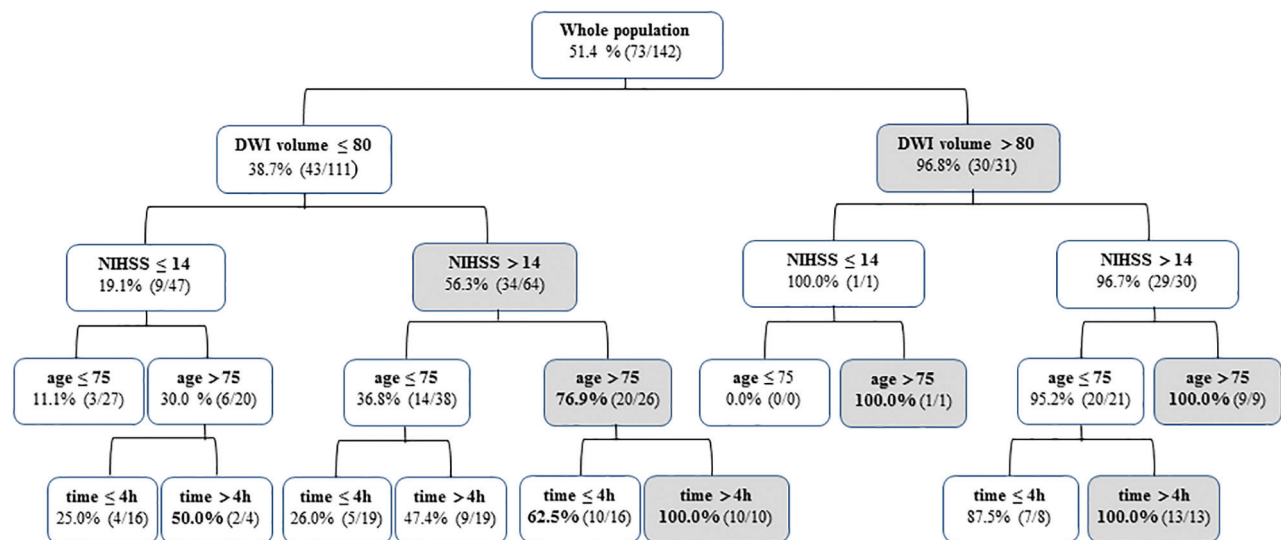 Whole population
51.4 % (73/142)
DWI volume ≤ 80
38.7% (43/111)
DWI volume > 80
96.8% (30/31)
NIHSS ≤ 14
19.1% (9/47)
NIHSS > 14
56.3% (34/64)
NIHSS ≤ 14
100.0% (1/1)
NIHSS > 14
96.7% (29/30)
age ≤ 75
11.1% (3/27)
age > 75
30.0 % (6/20)
age ≤ 75
36.8% (14/38)
age > 75
76.9% (20/26)
age ≤ 75
0.0% (0/0)
age > 75
100.0% (1/1)
age ≤ 75
95.2% (20/21)
age > 75
100.0% (9/9)
time ≤ 4h
25.0% (4/16)
time > 4h
50.0% (2/4)
time ≤ 4h
26.0% (5/19)
time > 4h
47.4% (9/19)
time ≤ 4h
62.5% (10/16)
time > 4h
100.0% (10/10)
time ≤ 4h
87.5% (7/8)
time > 4h
100.0% (13/13)